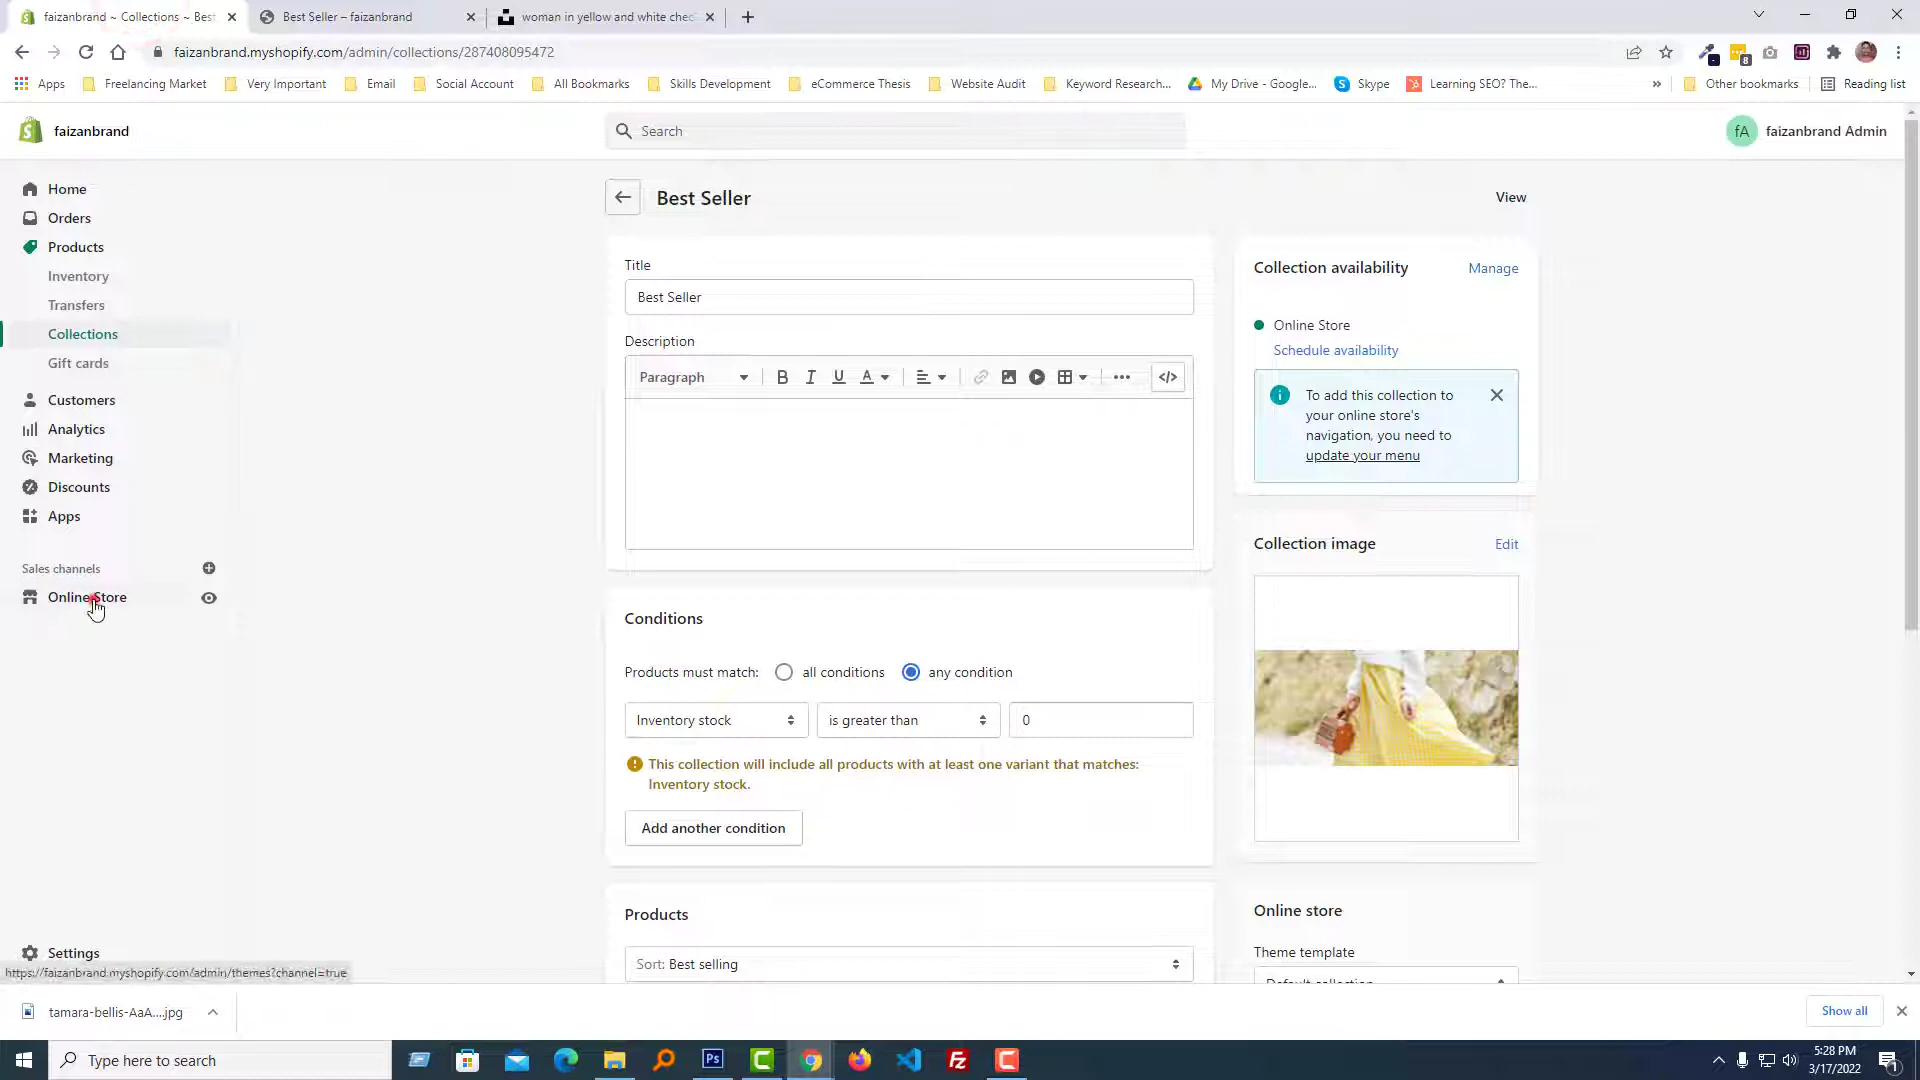 faizanbrand ~ Collections ~ Best
Best Seller – faizanbrand
woman in yellow and white chec
faizanbrand.myshopify.com/admin/collections/287408095472
8
Apps
Freelancing Market
Very Important
Email
Social Account
All Bookmarks
Skills Development
eCommerce Thesis
Website Audit
Keyword Research...
My Drive - Google...
Skype
Learning SEO? The...
»
Other bookmarks
Reading list
faizanbrand
Search
fA
faizanbrand Admin
Home
Orders
Products
Inventory
Transfers
Collections
Gift cards
Customers
Analytics
Marketing
Discounts
Apps
Sales channels
Online Store
Settings
https://faizanbrand.myshopify.com/admin/themes?channel=true
Best Seller
View
Title
Best Seller
Description
Paragraph
B
I
U
A
...
</>
Conditions
Products must match:
all conditions
any condition
Inventory stock
is greater than
0
This collection will include all products with at least one variant that matches:
Inventory stock.
Add another condition
Products
Sort: Best selling
Collection availability
Manage
Online Store
Schedule availability
To add this collection to
your online store's
navigation, you need to
update your menu
Collection image
Edit
Online store
Theme template
Default collection
tamara-bellis-AaA....jpg
Show all
Type here to search
Ps
C
Fz
C
5:28 PM
3/17/2022
1